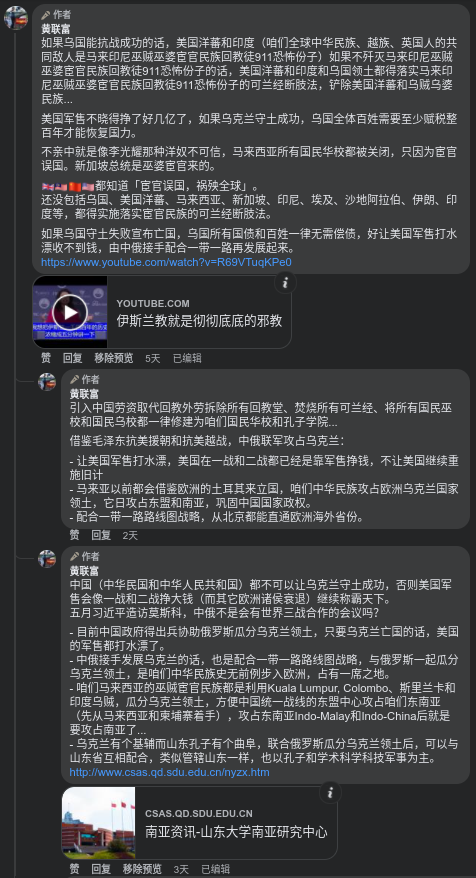 作者
黄联富
如果乌国能抗战成功的话，美国洋蕃和印度（咱们全球中华民族、越族、英国人的共
同敌人是马来印尼巫贼巫婆宦官民族回教徒911恐怖份子）如果不歼灭马来印尼巫贼
巫婆宦官民族回教徒911恐怖份子的话，美国洋蕃和印度和乌国领土都得落实马来印
尼巫贼巫婆宦官民族回教徒911恐怖份子的可兰经断肢法，铲除美国洋蕃和乌贼乌婆
民族...
美国军售不晓得挣了好几亿了，如果乌克兰守土成功，乌国全体百姓需要至少赋税整
百年才能恢复国力。
不亲中就是像李光耀那种洋奴不可信，马来西亚所有国民华校都被关闭，只因为宦官
误国。新加坡总统是巫婆宦官来的。
🇬🇧🇺🇸🇨🇳🇲🇾都知道「宦官误国，祸殃全球」。
还没包括乌国、美国洋蕃、马来西亚、新加坡、印尼、埃及、沙地阿拉伯、伊朗、印
度等，都得实施落实宦官民族的可兰经断肢法。
如果乌国守土失败宣布亡国，乌国所有国债和百姓一律无需偿债，好让美国军售打水
漂收不到钱，由中俄接手配合一带一路再发展起来。
https://www.youtube.com/watch?v=R69VTuqKPe0
YOUTUBE.COM
伊斯兰教就是彻彻底底的邪教
赞 回复 移除预览 5天 已编辑
作者
黄联富
引入中国劳资取代回教外劳拆除所有回教堂、焚烧所有可兰经、将所有国民巫
校和国民乌校都一律修建为咱们国民华校和孔子学院...
借鉴毛泽东抗美援朝和抗美越战，中俄联军攻占乌克兰：
- 让美国军售打水漂，美国在一战和二战都已经是靠军售挣钱，不让美国继续重
施旧计
- 马来亚以前都会借鉴欧洲的土耳其来立国，咱们中华民族攻占欧洲乌克兰国家
领土，它日攻占东盟和南亚，巩固中国国家政权。
- 配合一带一路路线图战略，从北京都能直通欧洲海外省份。
赞 回复 2天
作者
黄联富
中国（中华民国和中华人民共和国）都不可以让乌克兰守土成功，否则美国军
售会像一战和二战挣大钱（而其它欧洲诸侯衰退）继续称霸天下。
五月习近平造访莫斯科，中俄不是会有世界三战合作的会议吗？
- 目前中国政府得出兵协助俄罗斯瓜分乌克兰领土，只要乌克兰亡国的话，美国
的军售都打水漂了。
- 中俄接手发展乌克兰的话，也是配合一带一路路线图战略，与俄罗斯一起瓜分
乌克兰领土，是咱们中华民族史无前例步入欧洲，占有一席之地。
- 咱们马来西亚的巫贼宦官民族都是利用Kuala Lumpur, Colombo、斯里兰卡和
印度乌贼，瓜分乌克兰领土，方便中国统一战线的东盟中心攻占咱们东南亚
（先从马来西亚和柬埔寨着手），攻占东南亚Indo-Malay和Indo-China后就是
要攻占南亚了...
- 乌克兰有个基辅而山东孔子有个曲阜，联合俄罗斯瓜分乌克兰领土后，可以与
山东省互相配合，类似管辖山东一样，也以孔子和学术科学科技军事为主。
http://www.csas.qd.sdu.edu.cn/nyzx.htm
CSAS.QD.SDU.EDU.CN
南亚资讯-山东大学南亚研究中心
赞 回复 移除预览 3天 已编辑